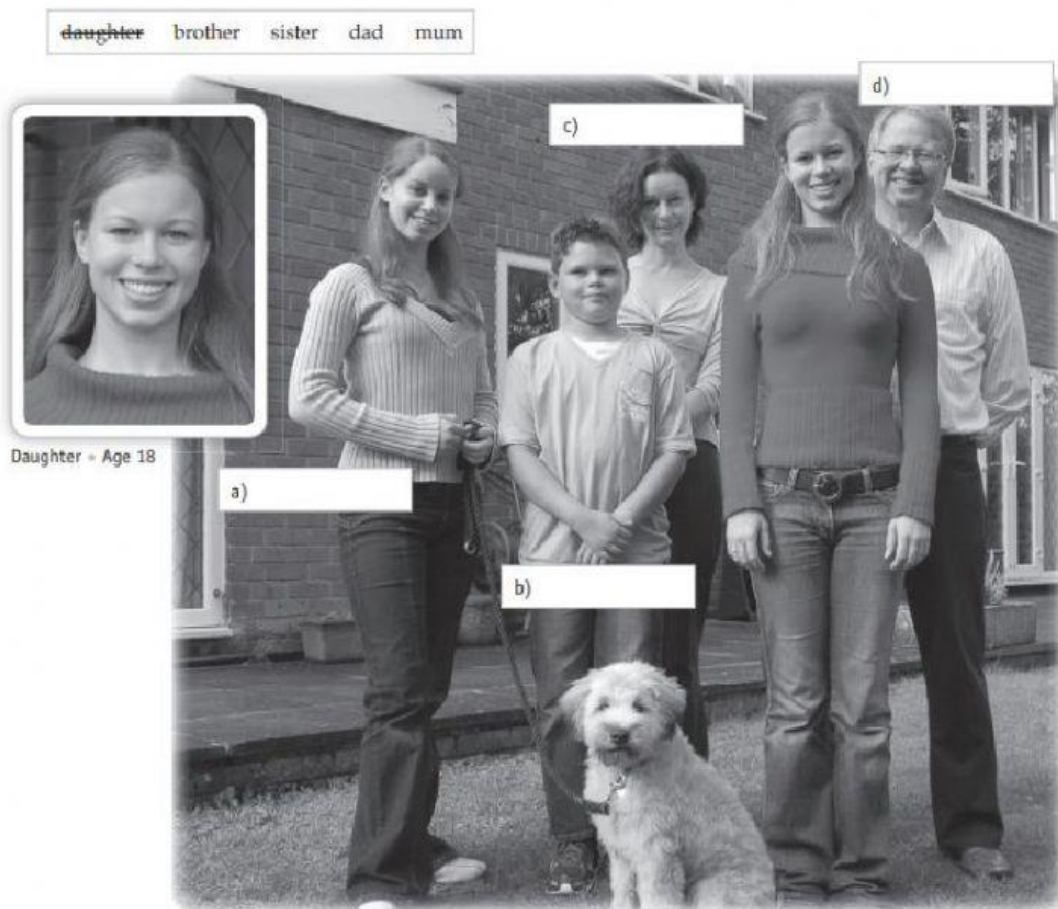 daughter brother sister dad mum
d)
c)
Daughter • Age 18
a)
b)